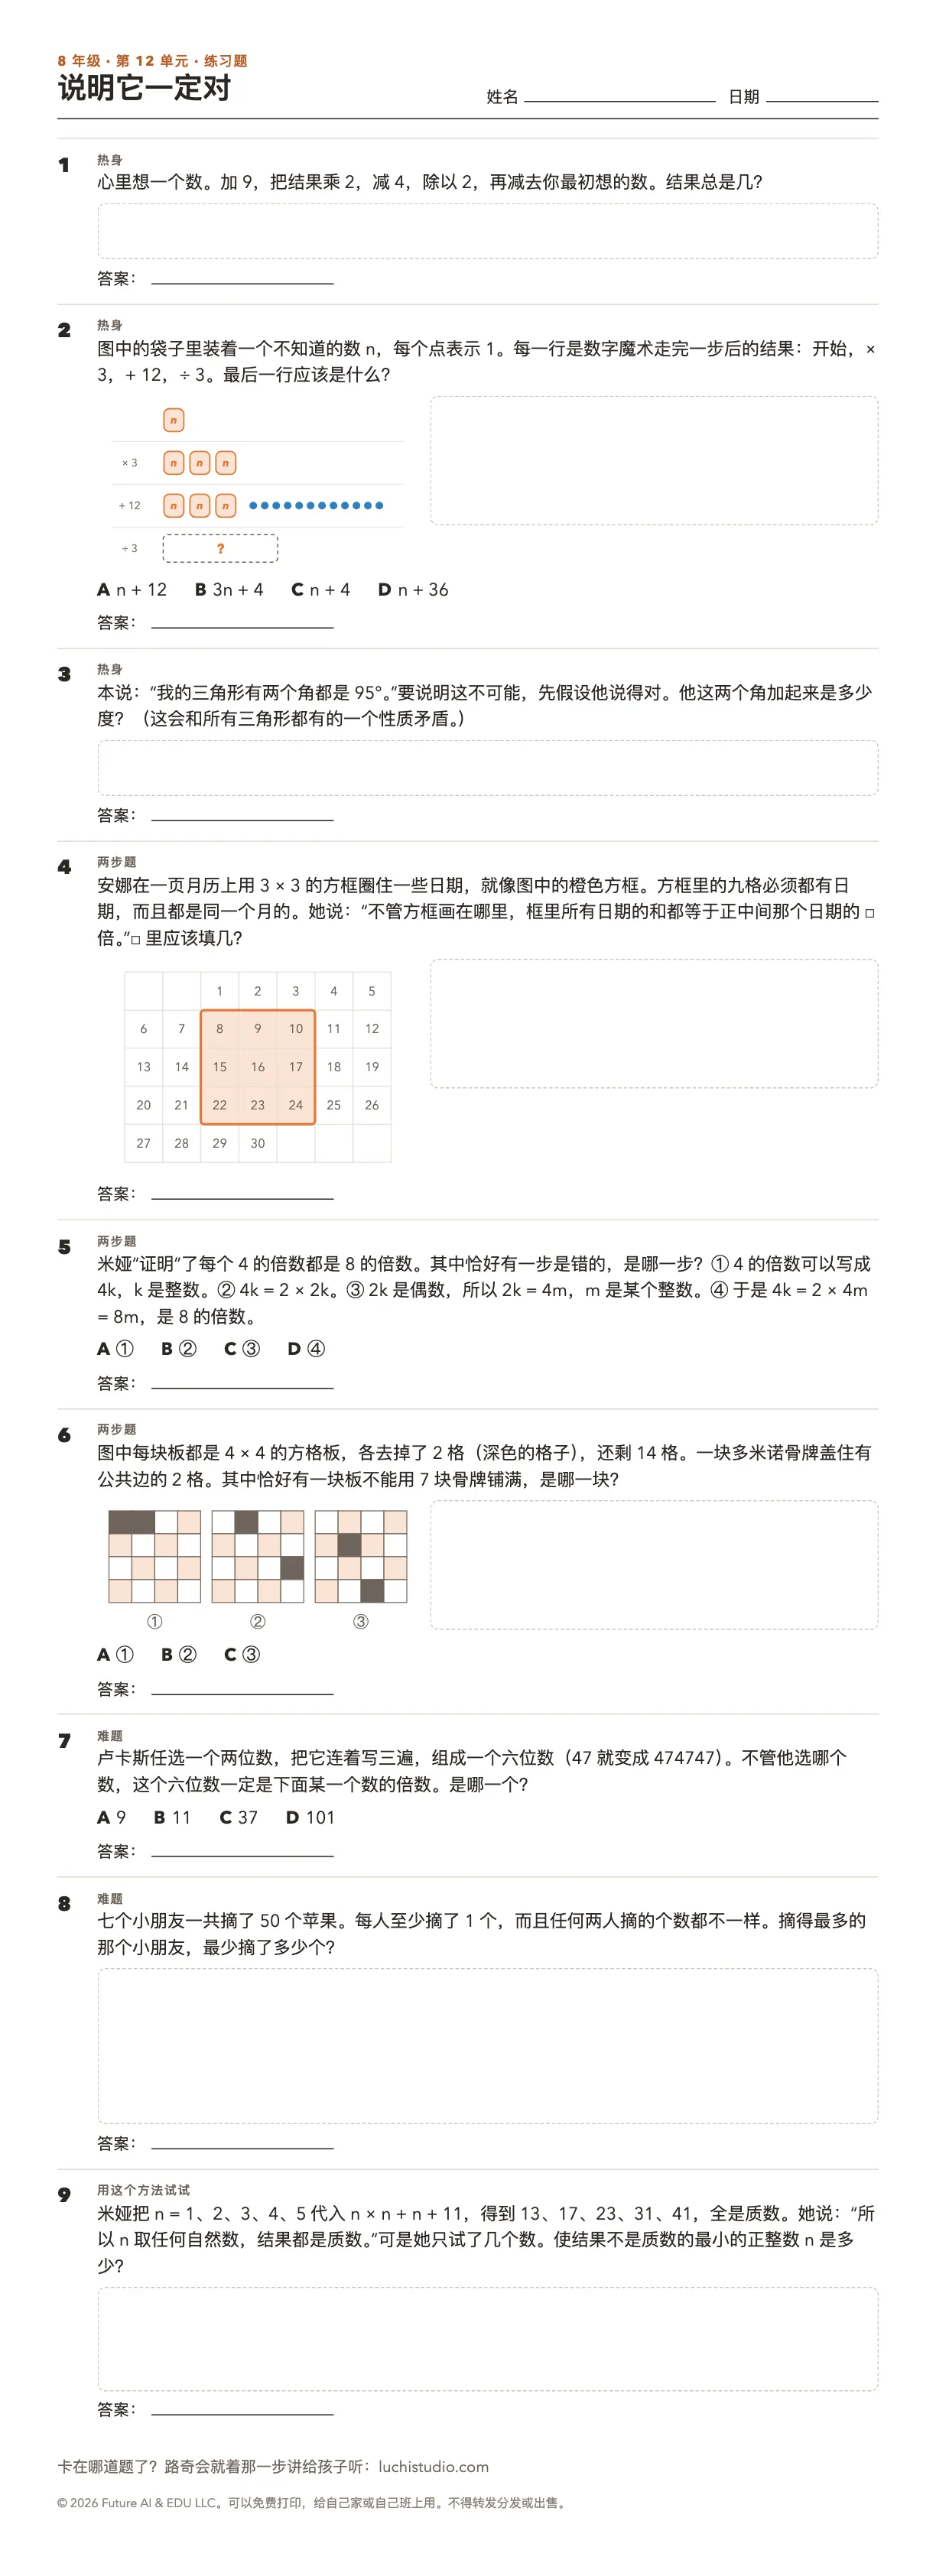 8 年级 · 第 12 单元 · 练习题
说明它一定对
姓名 日期
1
热身
心里想一个数。加 9，把结果乘 2，减 4，除以 2，再减去你最初想的数。结果总是几？
答案：
2
热身
图中的袋子里装着一个不知道的数 n，每个点表示 1。每一行是数字魔术走完一步后的结果：开始，×
3，+ 12，÷ 3。最后一行应该是什么？
n
× 3 n n n
+ 12 n n n
÷ 3 ?
A n + 12 B 3n + 4 C n + 4 D n + 36
答案：
3
热身
本说：“我的三角形有两个角都是 95°。”要说明这不可能，先假设他说得对。他这两个角加起来是多少
度？（这会和所有三角形都有的一个性质矛盾。）
答案：
4
两步题
安娜在一页月历上用 3 × 3 的方框圈住一些日期，就像图中的橙色方框。方框里的九格必须都有日
期，而且都是同一个月的。她说：“不管方框画在哪里，框里所有日期的和都等于正中间那个日期的 □
倍。”□ 里应该填几？
1 2 3 4 5
6 7 8 9 10 11 12
13 14 15 16 17 18 19
20 21 22 23 24 25 26
27 28 29 30
答案：
5
两步题
米娅“证明”了每个 4 的倍数都是 8 的倍数。其中恰好有一步是错的，是哪一步？① 4 的倍数可以写成
4k，k 是整数。② 4k = 2 × 2k。③ 2k 是偶数，所以 2k = 4m，m 是某个整数。④ 于是 4k = 2 × 4m
= 8m，是 8 的倍数。
A ① B ② C ③ D ④
答案：
6
两步题
图中每块板都是 4 × 4 的方格板，各去掉了 2 格（深色的格子），还剩 14 格。一块多米诺骨牌盖住有
公共边的 2 格。其中恰好有一块板不能用 7 块骨牌铺满，是哪一块？
① ② ③
A ① B ② C ③
答案：
7
难题
卢卡斯任选一个两位数，把它连着写三遍，组成一个六位数（47 就变成 474747）。不管他选哪个
数，这个六位数一定是下面某一个数的倍数。是哪一个？
A 9 B 11 C 37 D 101
答案：
8
难题
七个小朋友一共摘了 50 个苹果。每人至少摘了 1 个，而且任何两人摘的个数都不一样。摘得最多的
那个小朋友，最少摘了多少个？
答案：
9
用这个方法试试
米娅把 n = 1、2、3、4、5 代入 n × n + n + 11，得到 13、17、23、31、41，全是质数。她说：“所
以 n 取任何自然数，结果都是质数。”可是她只试了几个数。使结果不是质数的最小的正整数 n 是多
少？
答案：
卡在哪道题了？路奇会就着那一步讲给孩子听：luchistudio.com
© 2026 Future AI & EDU LLC。可以免费打印，给自己家或自己班上用。不得转发分发或出售。